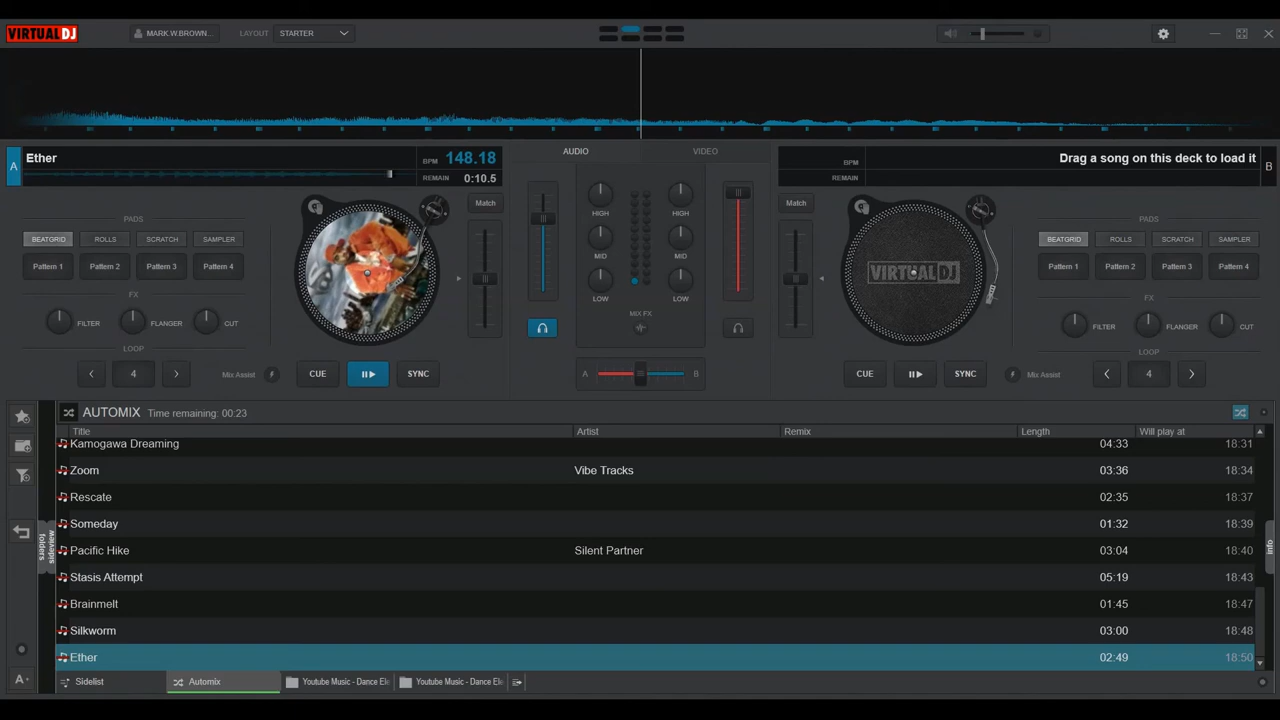 VIRTUALDJ
MARK.W.BROWN...
LAYOUT
STARTER
A
Ether
BPM 148.18
REMAIN 0:10.5
AUDIO
VIDEO
BPM
REMAIN
Drag a song on this deck to load it
B
PADS
BEATGRID
ROLLS
SCRATCH
SAMPLER
Pattern 1
Pattern 2
Pattern 3
Pattern 4
FX
FILTER
FLANGER
CUT
LOOP
4
Mix Assist
CUE
SYNC
Match
HIGH
MID
LOW
HIGH
MID
LOW
MIX FX
A
B
Match
VIRTUALDJ
PADS
BEATGRID
ROLLS
SCRATCH
SAMPLER
Pattern 1
Pattern 2
Pattern 3
Pattern 4
FX
FILTER
FLANGER
CUT
LOOP
CUE
SYNC
Mix Assist
4
AUTOMIX Time remaining: 00:23
Title Artist Remix Length Will play at
Kamogawa Dreaming 04:33 18:31
Zoom Vibe Tracks 03:36 18:34
Rescate 02:35 18:37
Someday 01:32 18:39
Pacific Hike Silent Partner 03:04 18:40
Stasis Attempt 05:19 18:43
Brainmelt 01:45 18:47
Silkworm 03:00 18:48
Ether 02:49 18:50
folders
sideview
info
A
Sidelist
Automix
Youtube Music - Dance Ele
Youtube Music - Dance Ele